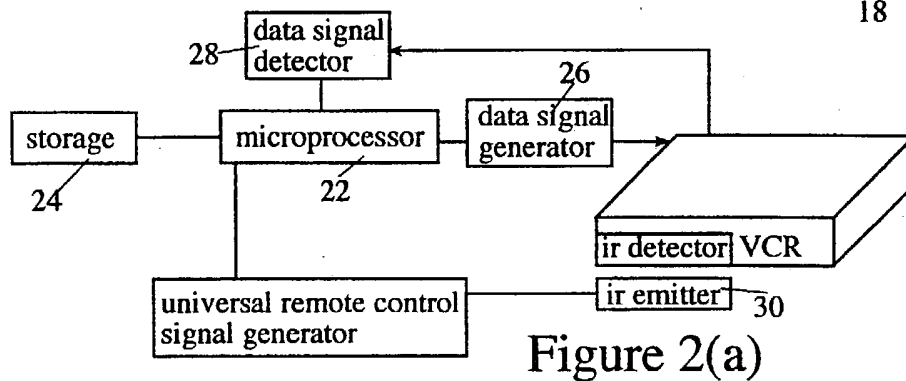 18
data signal
detector
28
26
storage
microprocessor
data signal
generator
24
22
ir detector VCR
universal remote control
signal generator
ir emitter
30
Figure 2(a)